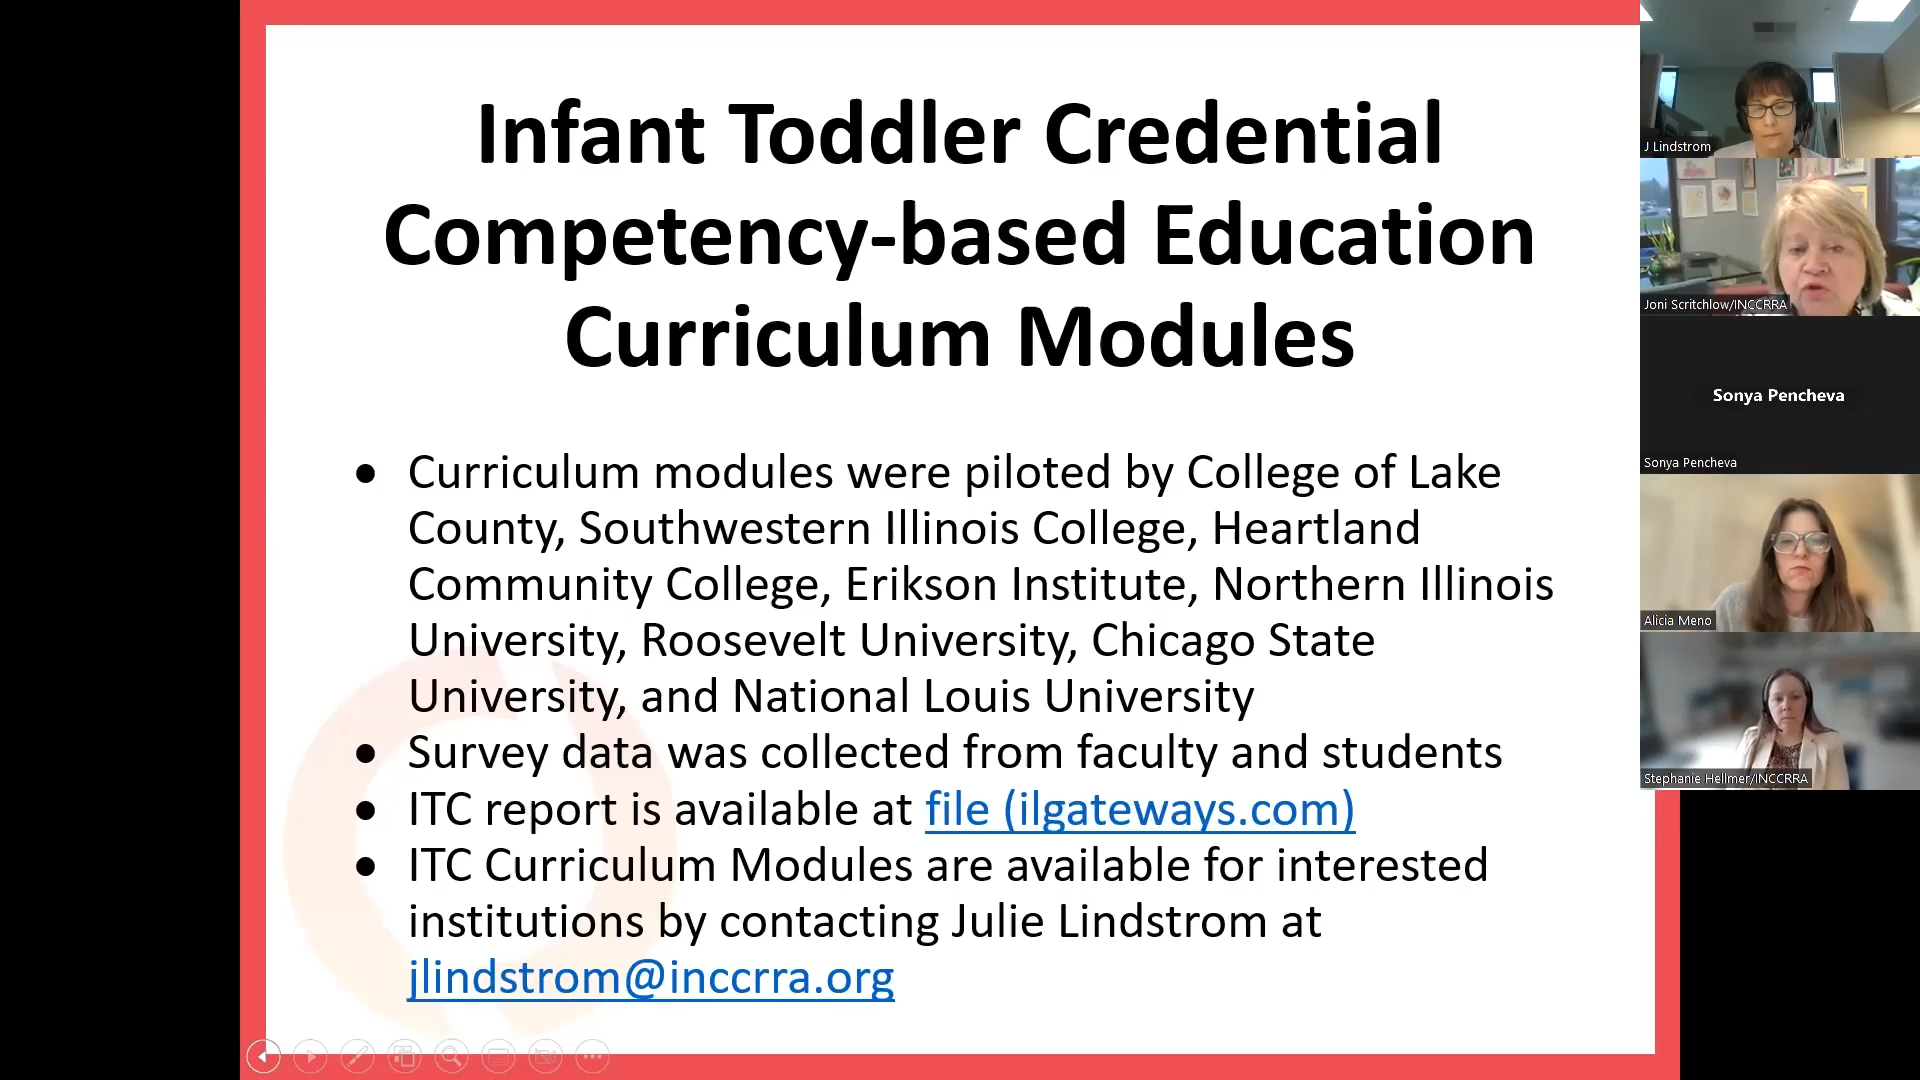 Infant Toddler Credential
Competency-based Education
Curriculum Modules
• Curriculum modules were piloted by College of Lake
County, Southwestern Illinois College, Heartland
Community College, Erikson Institute, Northern Illinois
University, Roosevelt University, Chicago State
University, and National Louis University
• Survey data was collected from faculty and students
• ITC report is available at file (ilgateways.com)
• ITC Curriculum Modules are available for interested
institutions by contacting Julie Lindstrom at
jlindstrom@inccrra.org
J Lindstrom
Joni Scritchlow/INCCRRA
Sonya Pencheva
Sonya Pencheva
Alicia Meno
Stephanie Hellmer/INCCRRA